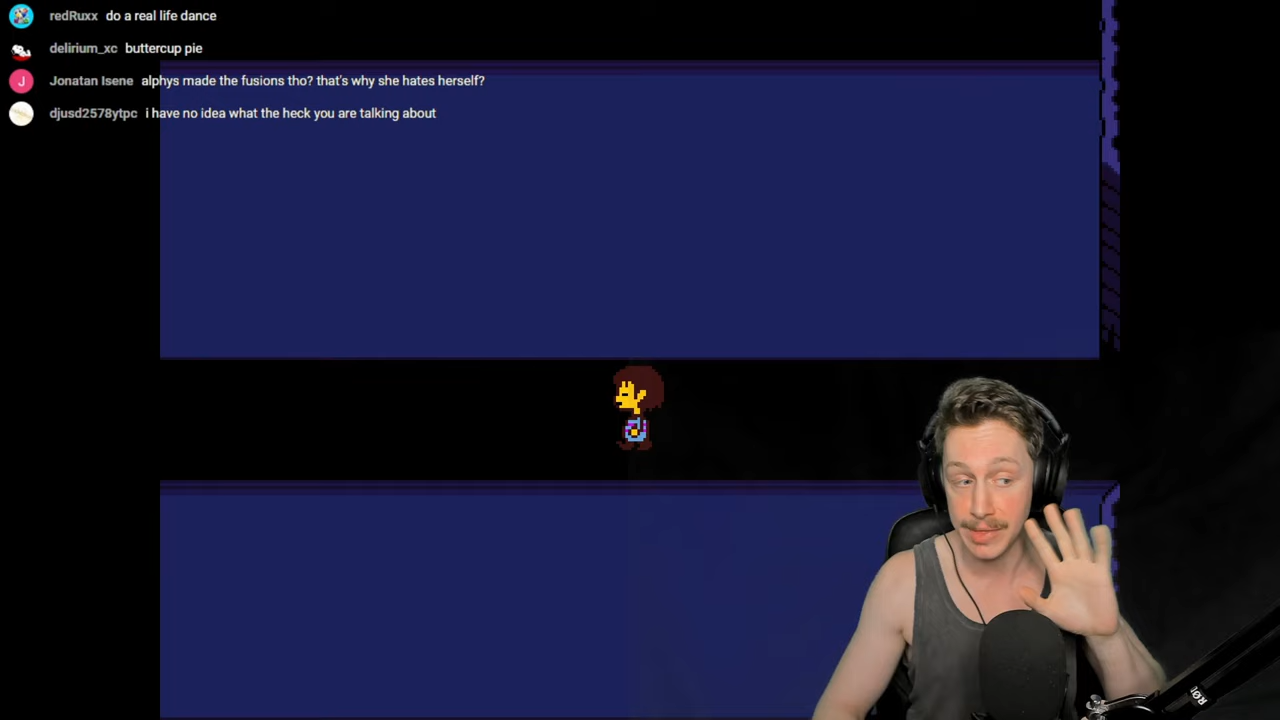 redRuxx do a real life dance
delirium_xc buttercup pie
J Jonatan Isene alphys made the fusions tho? that's why she hates herself?
djusd2578ytpc i have no idea what the heck you are talking about
RØDE